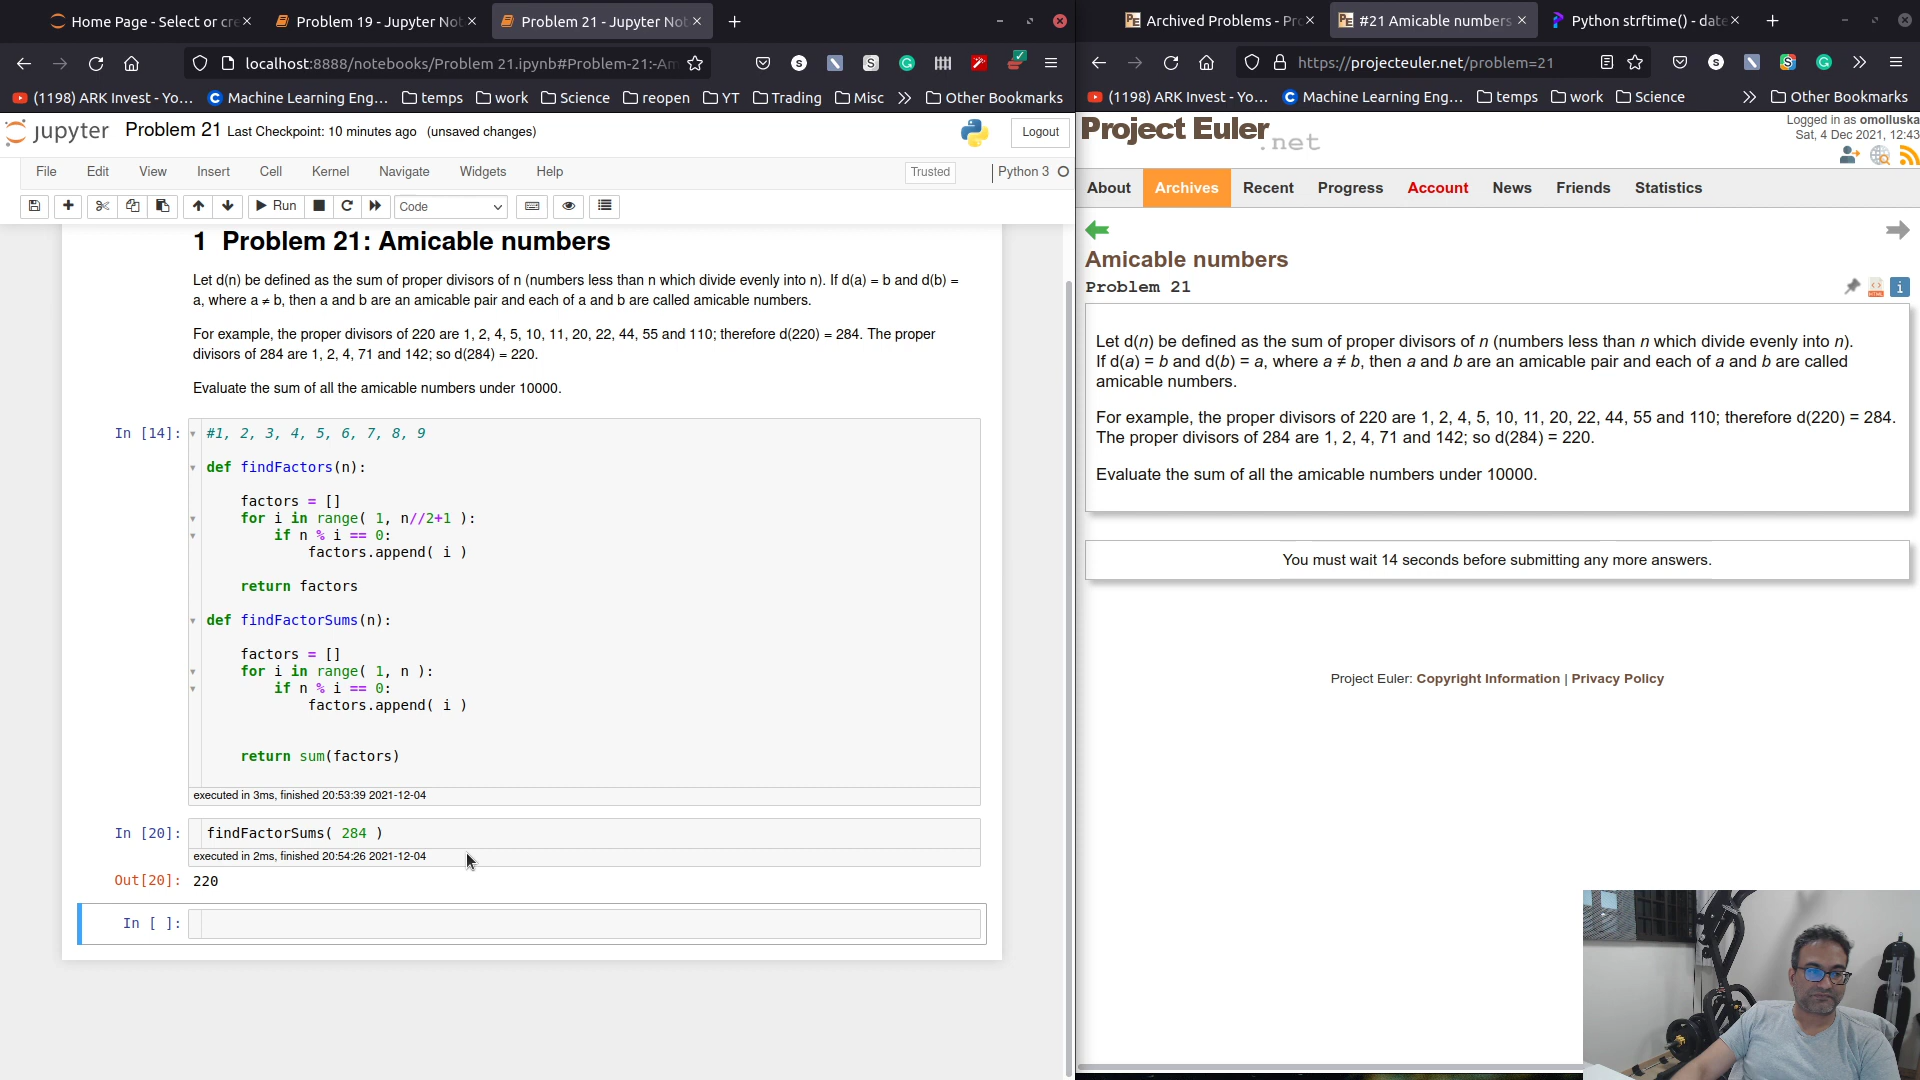 Home Page - Select or cre
Problem 19 - Jupyter Not
Problem 21 - Jupyter Not
localhost:8888/notebooks/Problem 21.ipynb#Problem-21:-Am
(1198) ARK Invest - Yo...
Machine Learning Eng...
temps
work
Science
reopen
YT
Trading
Misc
Other Bookmarks
jupyter Problem 21 Last Checkpoint: 10 minutes ago (unsaved changes)
Logout
File Edit View Insert Cell Kernel Navigate Widgets Help
Trusted
Python 3
Run
Code
1 Problem 21: Amicable numbers
Let d(n) be defined as the sum of proper divisors of n (numbers less than n which divide evenly into n). If d(a) = b and d(b) =
a, where a ≠ b, then a and b are an amicable pair and each of a and b are called amicable numbers.
For example, the proper divisors of 220 are 1, 2, 4, 5, 10, 11, 20, 22, 44, 55 and 110; therefore d(220) = 284. The proper
divisors of 284 are 1, 2, 4, 71 and 142; so d(284) = 220.
Evaluate the sum of all the amicable numbers under 10000.
In [14]:
#1, 2, 3, 4, 5, 6, 7, 8, 9
def findFactors(n):
factors = []
for i in range( 1, n//2+1 ):
if n % i == 0:
factors.append( i )
return factors
def findFactorSums(n):
factors = []
for i in range( 1, n ):
if n % i == 0:
factors.append( i )
return sum(factors)
executed in 3ms, finished 20:53:39 2021-12-04
In [20]: findFactorSums( 284 )
executed in 2ms, finished 20:54:26 2021-12-04
Out[20]: 220
In [ ]:
Archived Problems - Pro
#21 Amicable numbers
Python strftime() - date
https://projecteuler.net/problem=21
(1198) ARK Invest - Yo...
Machine Learning Eng...
temps
work
Science
Other Bookmarks
Project Euler .net
Logged in as omolluska
Sat, 4 Dec 2021, 12:43
About Archives Recent Progress Account News Friends Statistics
Amicable numbers
Problem 21
Let d(n) be defined as the sum of proper divisors of n (numbers less than n which divide evenly into n).
If d(a) = b and d(b) = a, where a ≠ b, then a and b are an amicable pair and each of a and b are called
amicable numbers.
For example, the proper divisors of 220 are 1, 2, 4, 5, 10, 11, 20, 22, 44, 55 and 110; therefore d(220) = 284.
The proper divisors of 284 are 1, 2, 4, 71 and 142; so d(284) = 220.
Evaluate the sum of all the amicable numbers under 10000.
You must wait 14 seconds before submitting any more answers.
Project Euler: Copyright Information | Privacy Policy